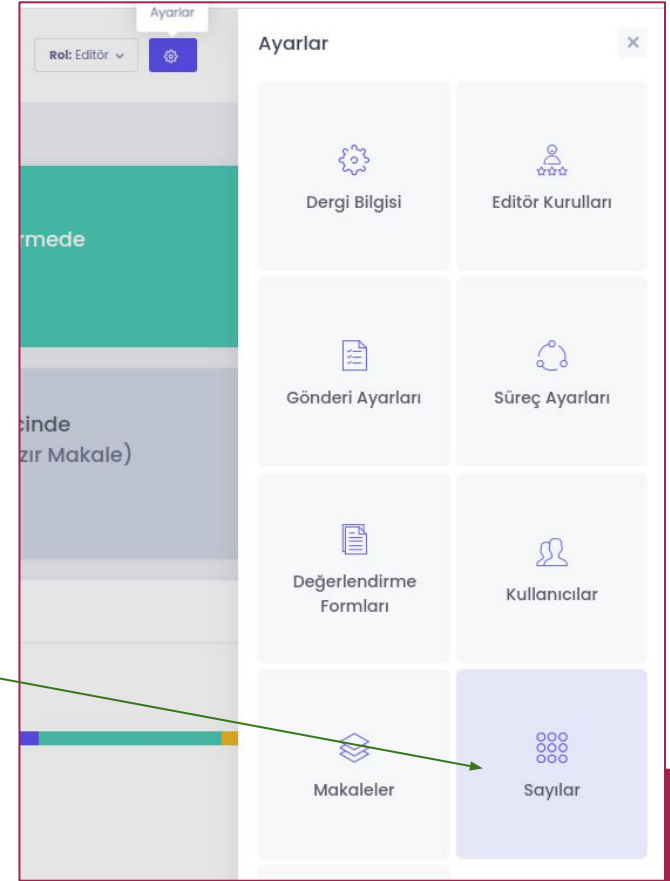 Ayarlar
Rol: Editör
Ayarlar
Dergi Bilgisi
Editör Kurulları
rmede
Gönderi Ayarları
Süreç Ayarları
zır Makale)
Değerlendirme
Formları
Kullanıcılar
Makaleler
Sayılar